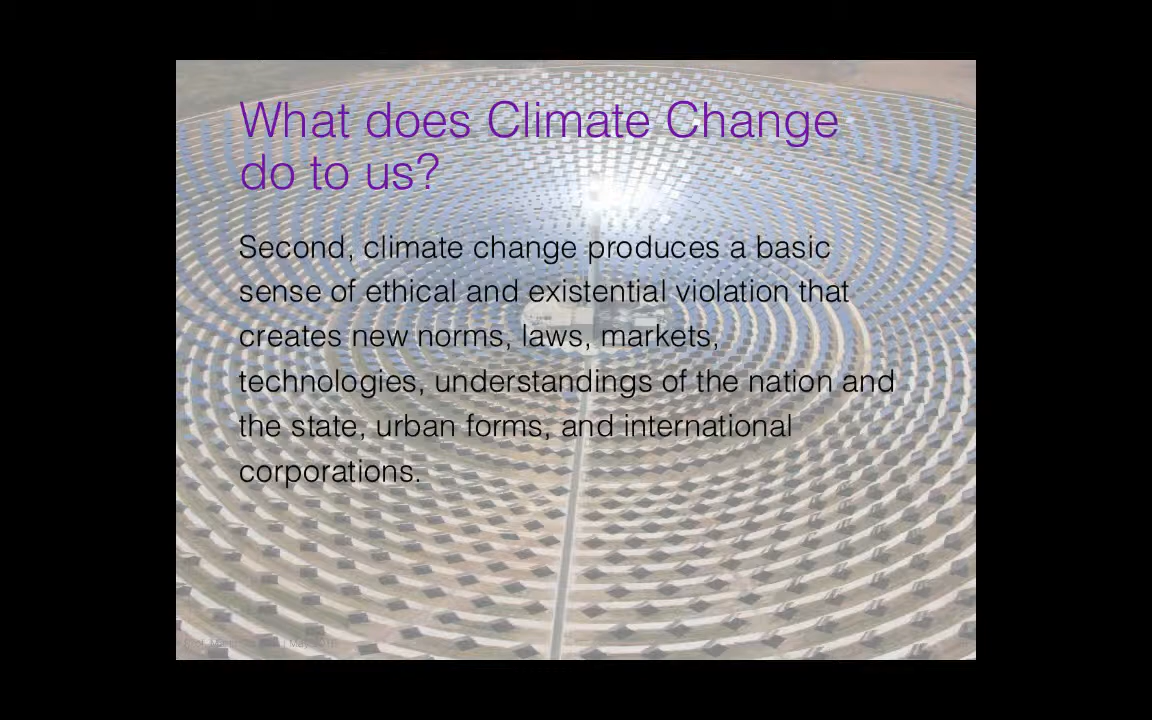 What does Climate Change
do to us?
Second, climate change produces a basic
sense of ethical and existential violation that
creates new norms, laws, markets,
technologies, understandings of the nation and
the state, urban forms, and international
corporations.